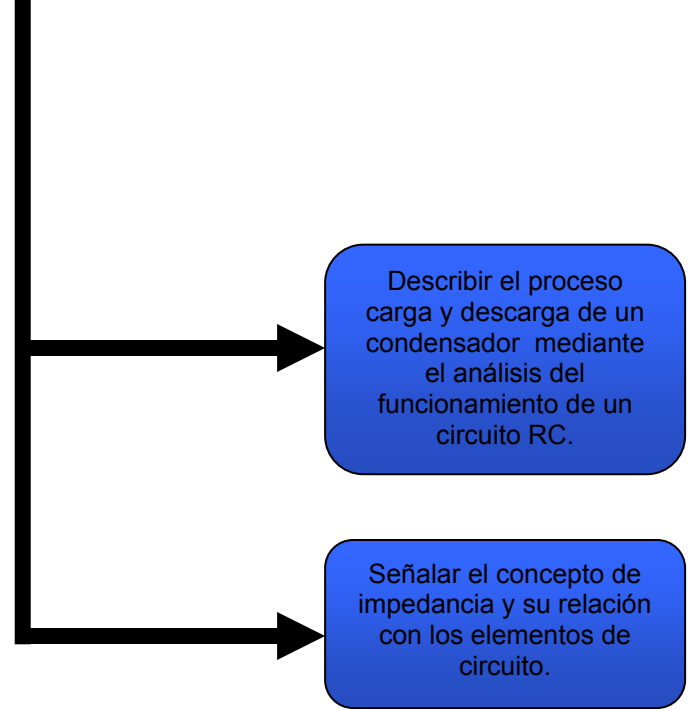 Describir el proceso
carga y descarga de un
condensador mediante
el análisis del
funcionamiento de un
circuito RC.
Señalar el concepto de
impedancia y su relación
con los elementos de
circuito.